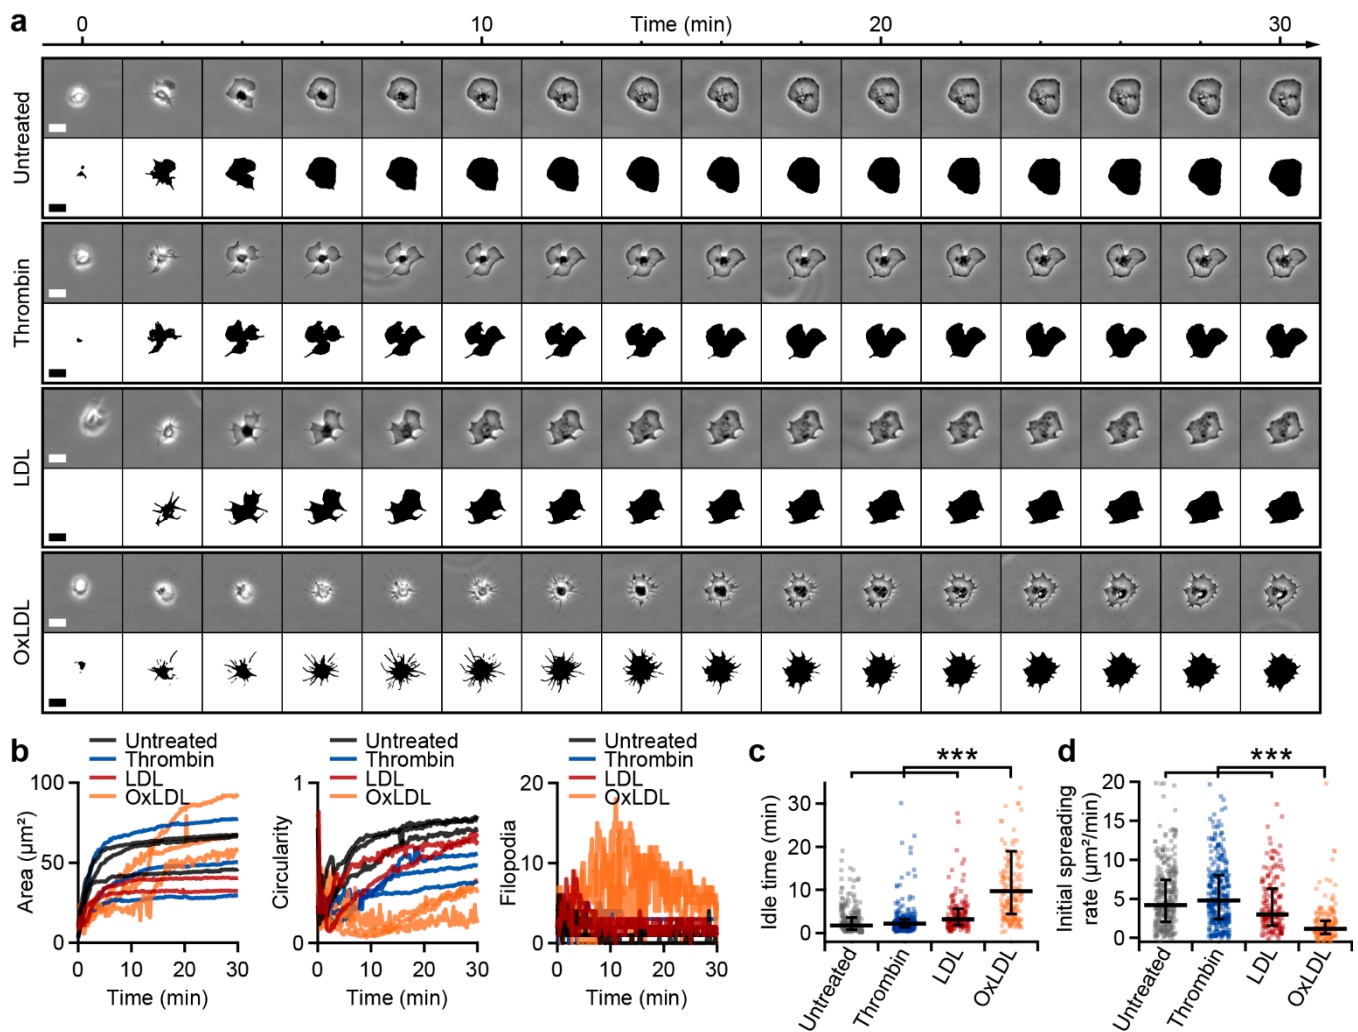 a
Time (min)
0 10 20 30
Untreated
Thrombin
LDL
OxLDL
b
Untreated
Thrombin
LDL
OxLDL
100
50
0
Area (µm²)
0 10 20 30
Time (min)
Untreated
Thrombin
LDL
OxLDL
1
0
Circularity
0 10 20 30
Time (min)
Untreated
Thrombin
LDL
OxLDL
20
10
0
Filopodia
0 10 20 30
Time (min)
c
***
30
20
10
0
Idle time (min)
Untreated
Thrombin
LDL
OxLDL
d
***
20
15
10
5
0
Initial spreading
rate (µm²/min)
Untreated
Thrombin
LDL
OxLDL